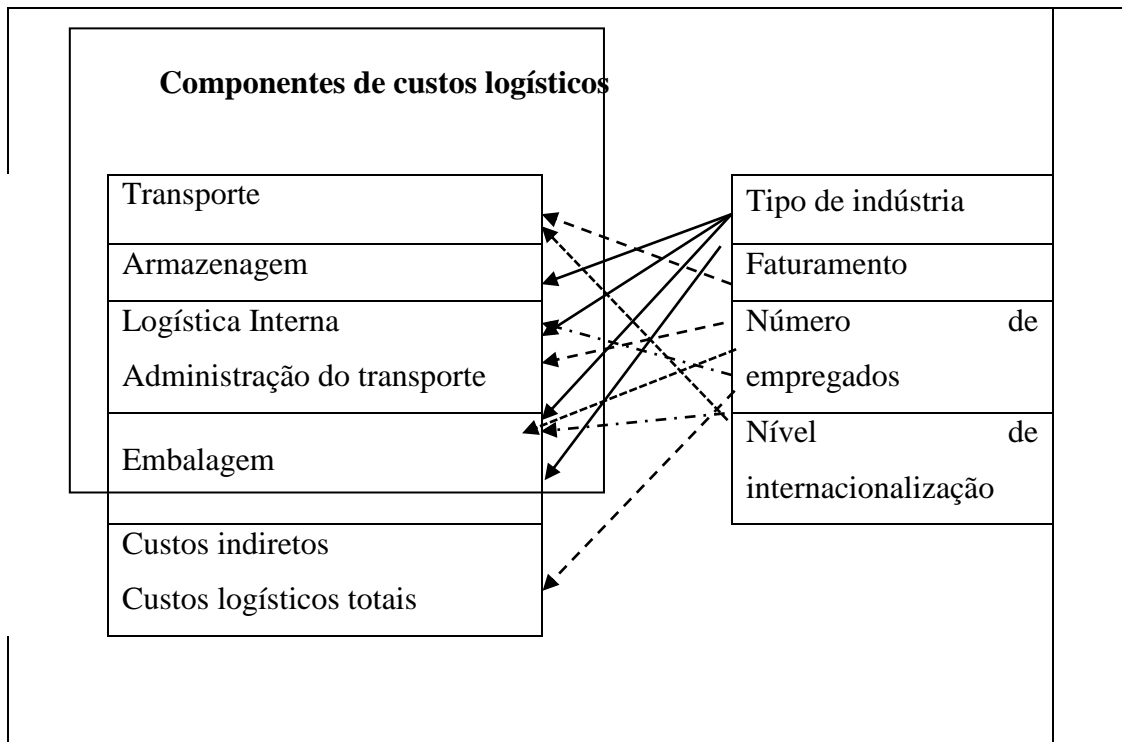 Componentes de custos logísticos
Transporte
Armazenagem
Logística Interna
Administração do transporte
Embalagem
Custos indiretos
Custos logísticos totais
Tipo de indústria
Faturamento
Número de
empregados
Nível de
internacionalização